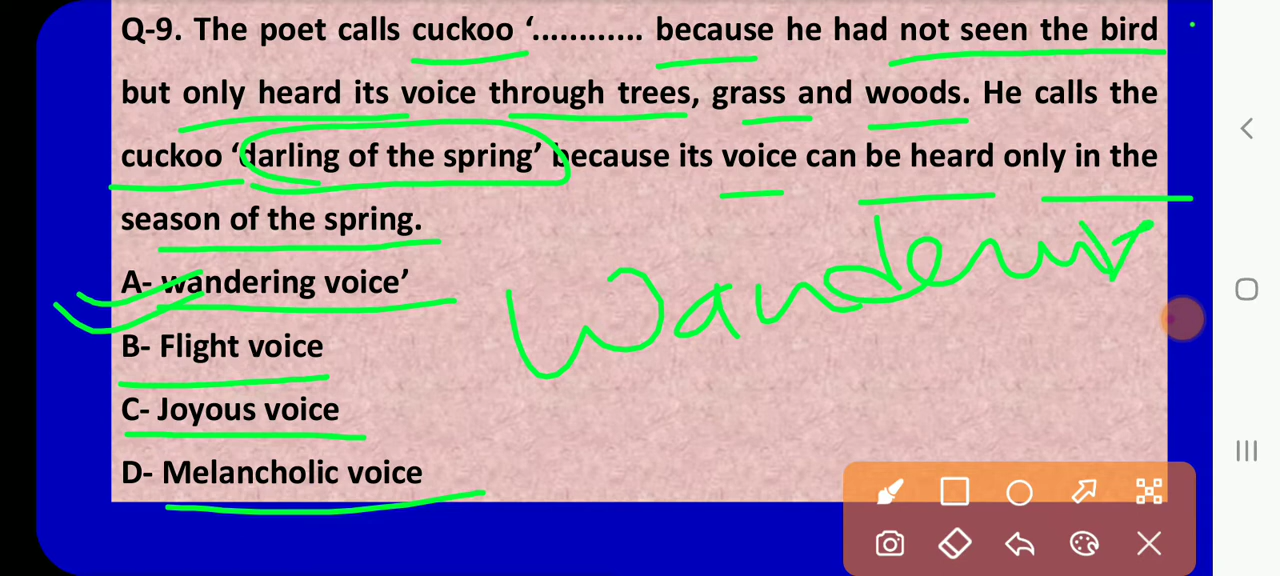 Q-9. The poet calls cuckoo ‘............ because he had not seen the bird
but only heard its voice through trees, grass and woods. He calls the
cuckoo ‘darling of the spring’ because its voice can be heard only in the
season of the spring.
A- wandering voice’
B- Flight voice
C- Joyous voice
D- Melancholic voice